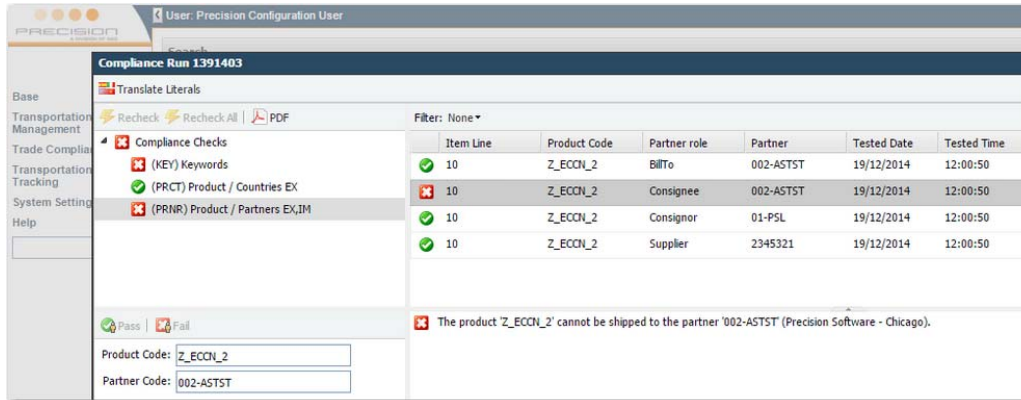 PRECISION
User: Precision Configuration User
Search
Compliance Run 1391403
Translate Literals
Base
Transportation
Management
Trade Complian
Transportation
Tracking
System Setting
Help
Recheck Recheck All PDF
Compliance Checks
(KEY) Keywords
(PRCT) Product / Countries EX
(PRNR) Product / Partners EX,IM
Filter: None
Item Line Product Code Partner role Partner Tested Date Tested Time
10 Z_ECCN_2 BillTo 002-ASTST 19/12/2014 12:00:50
10 Z_ECCN_2 Consignee 002-ASTST 19/12/2014 12:00:50
10 Z_ECCN_2 Consignor 01-PSL 19/12/2014 12:00:50
10 Z_ECCN_2 Supplier 2345321 19/12/2014 12:00:50
Pass Fail
Product Code: Z_ECCN_2
Partner Code: 002-ASTST
The product 'Z_ECCN_2' cannot be shipped to the partner '002-ASTST' (Precision Software - Chicago).